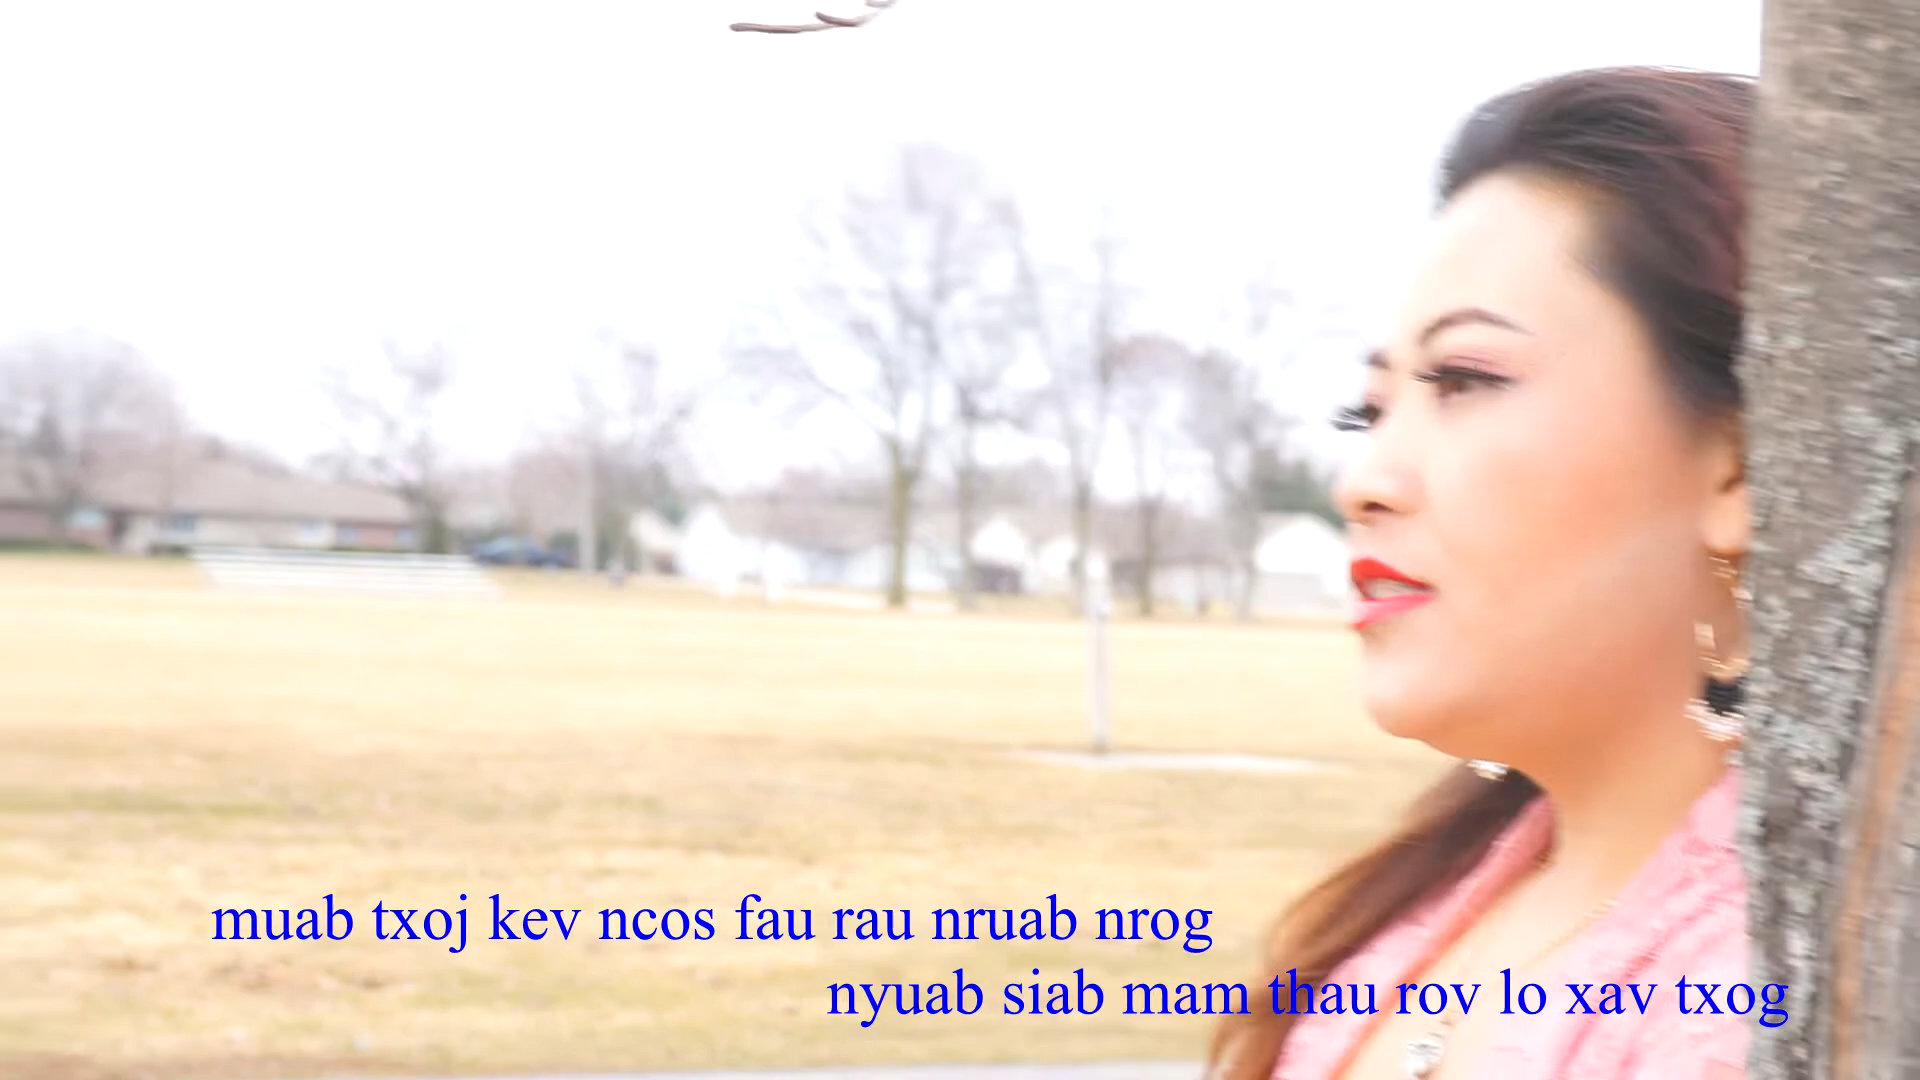 muab txoj kev ncos fau rau nruab nrog
nyuab siab mam thau rov lo xav txog